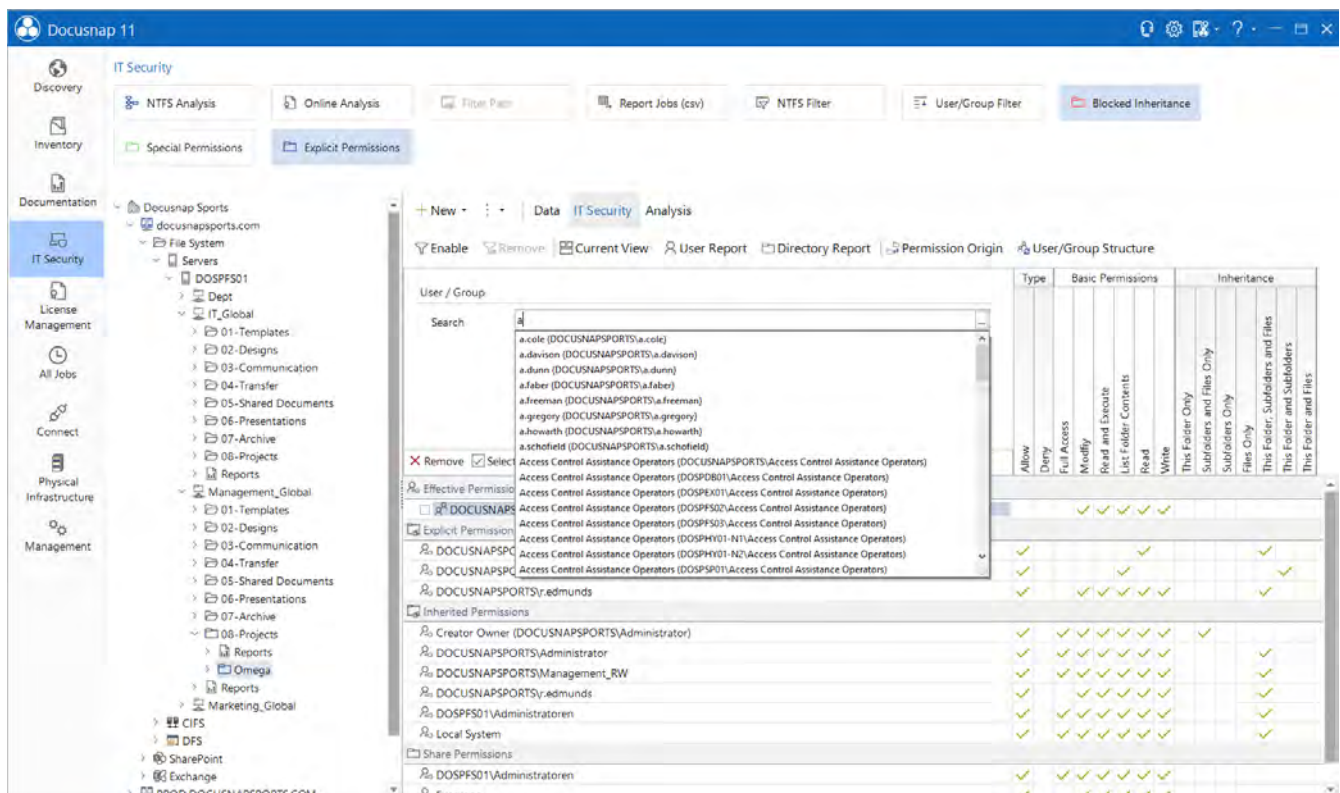 Docusnap 11
?
Discovery
Inventory
Documentation
IT Security
License
Management
All Jobs
Connect
Physical
Infrastructure
Management
IT Security
NTFS Analysis
Online Analysis
Filter Path
Report Jobs (csv)
NTFS Filter
User/Group Filter
Blocked Inheritance
Special Permissions
Explicit Permissions
Docusnap Sports
docusnapsports.com
File System
Servers
DOSPFS01
Dept
IT_Global
01-Templates
02-Designs
03-Communication
04-Transfer
05-Shared Documents
06-Presentations
07-Archive
08-Projects
Reports
Management_Global
01-Templates
02-Designs
03-Communication
04-Transfer
05-Shared Documents
06-Presentations
07-Archive
08-Projects
Reports
Omega
Reports
Marketing_Global
CIFS
DFS
SharePoint
Exchange
PROD.DOCUSNAPSPORTS.COM
New
Data
IT Security
Analysis
Enable
Remove
Current View
User Report
Directory Report
Permission Origin
User/Group Structure
User / Group
Search
a
...
a.cole (DOCUSNAPSPORTS\a.cole)
a.davison (DOCUSNAPSPORTS\a.davison)
a.dunn (DOCUSNAPSPORTS\a.dunn)
a.faber (DOCUSNAPSPORTS\a.faber)
a.freeman (DOCUSNAPSPORTS\a.freeman)
a.gregory (DOCUSNAPSPORTS\a.gregory)
a.howarth (DOCUSNAPSPORTS\a.howarth)
a.schofield (DOCUSNAPSPORTS\a.schofield)
Access Control Assistance Operators (DOCUSNAPSPORTS\Access Control Assistance Operators)
Access Control Assistance Operators (DOSPDB01\Access Control Assistance Operators)
Access Control Assistance Operators (DOSPEX01\Access Control Assistance Operators)
Access Control Assistance Operators (DOSPFS02\Access Control Assistance Operators)
Access Control Assistance Operators (DOSPFS03\Access Control Assistance Operators)
Access Control Assistance Operators (DOSPHY01-N1\Access Control Assistance Operators)
Access Control Assistance Operators (DOSPHY01-N2\Access Control Assistance Operators)
Access Control Assistance Operators (DOSPSP01\Access Control Assistance Operators)
Type
Basic Permissions
Inheritance
Allow
Deny
Full Access
Modfiy
Read and Execute
List Folder Contents
Read
Write
This Folder Only
Subfolders and Files Only
Subfolders Only
Files Only
This Folder, Subfolders and Files
This Folder and Subfolders
This Folder and Files
Remove
Select
Effective Permissio
DOCUSNAPS
Explicit Permission
DOCUSNAPSPO
DOCUSNAPSPO
DOCUSNAPSPORTS\r.edmunds
Inherited Permissions
Creator Owner (DOCUSNAPSPORTS\Administrator)
DOCUSNAPSPORTS\Administrator
DOCUSNAPSPORTS\Management_RW
DOCUSNAPSPORTS\r.edmunds
DOSPFS01\Administratoren
Local System
Share Permissions
DOSPFS01\Administratoren